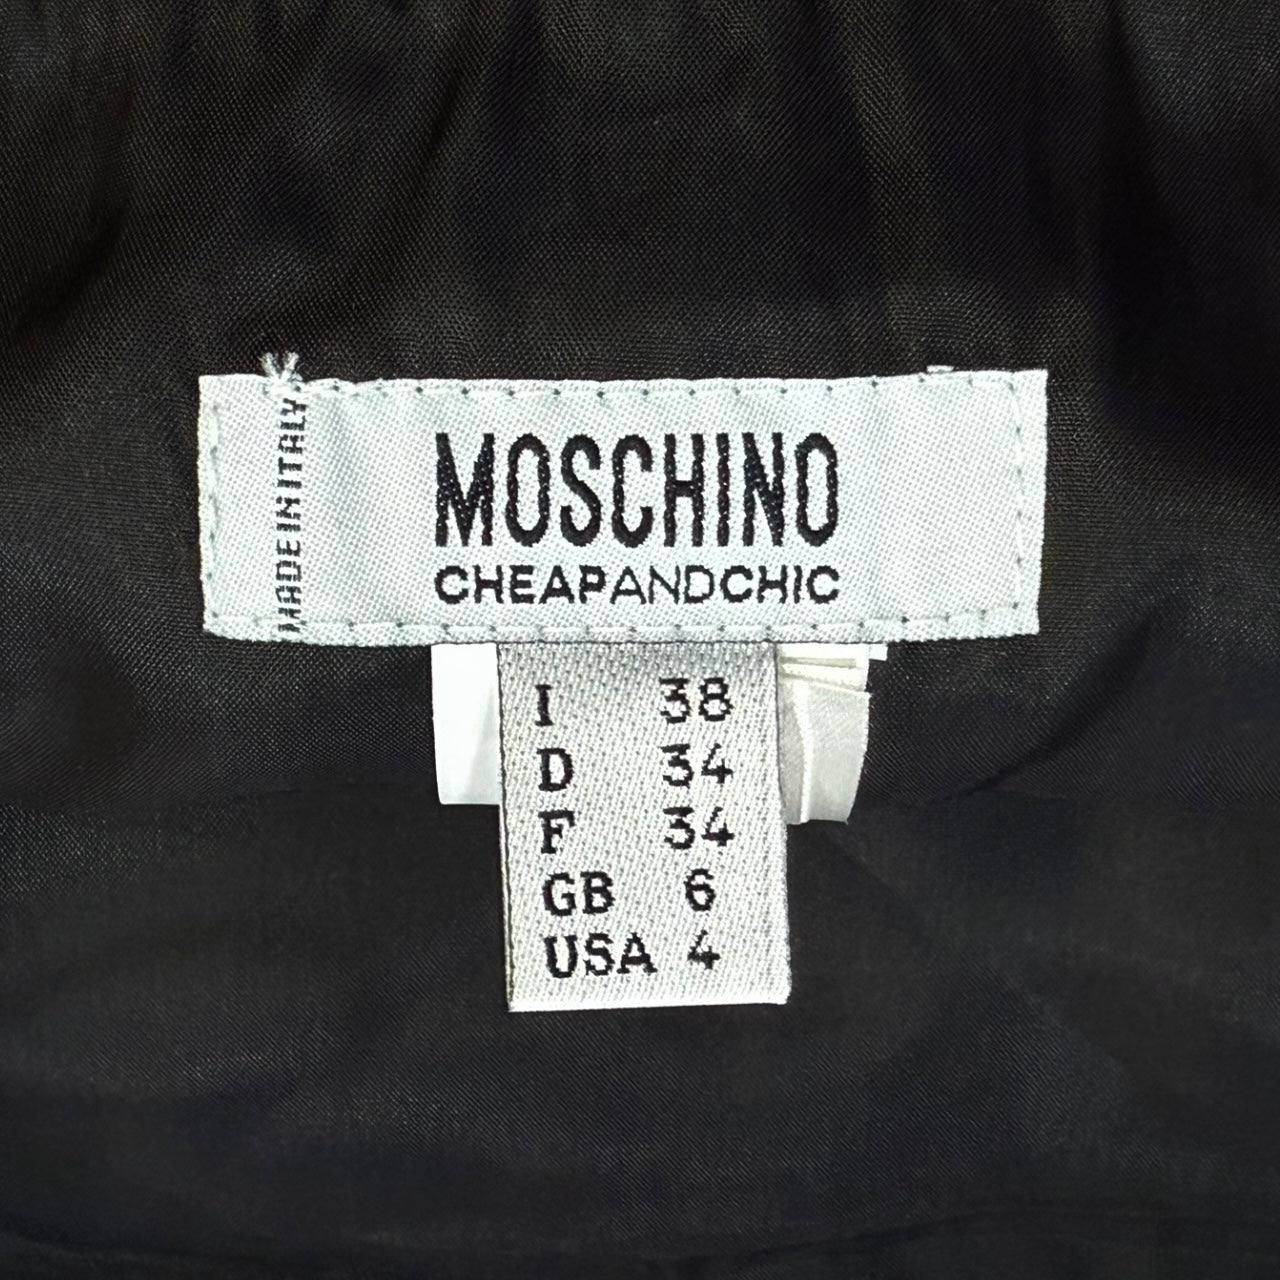 MADE IN ITALY
MOSCHINO
CHEAPANDCHIC
I 38
D 34
F 34
GB 6
USA 4